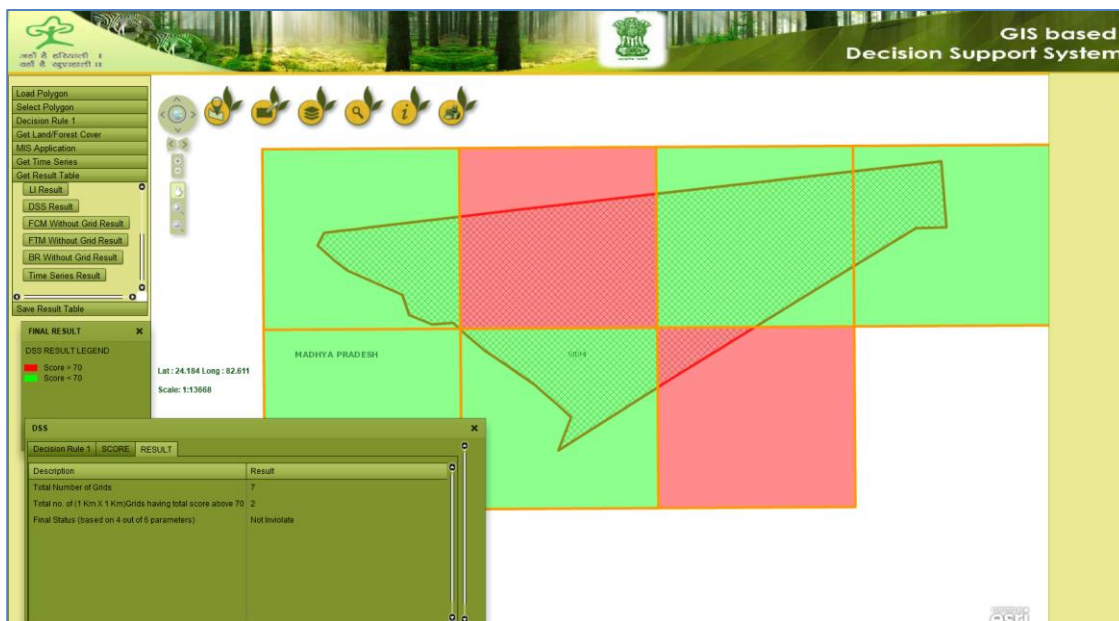 जहाँ है हरियाली ।
वहाँ है खुशहाली ॥
GIS based
Decision Support System
Load Polygon
Select Polygon
Decision Rule 1
Get Land/Forest Cover
MIS Application
Get Time Series
Get Result Table
LI Result
DSS Result
FCM Without Grid Result
FTM Without Grid Result
BR Without Grid Result
Time Series Result
Save Result Table
FINAL RESULT
DSS RESULT LEGEND
Score > 70
Score < 70
Lat : 24.184 Long : 82.611
Scale: 1:13668
MADHYA PRADESH
SIDHI
DSS
Decision Rule 1 SCORE RESULT
Description Result
Total Number of Grids 7
Total no. of (1 Km X 1 Km)Grids having total score above 70 2
Final Status (based on 4 out of 6 parameters) Not Inviolate
esri